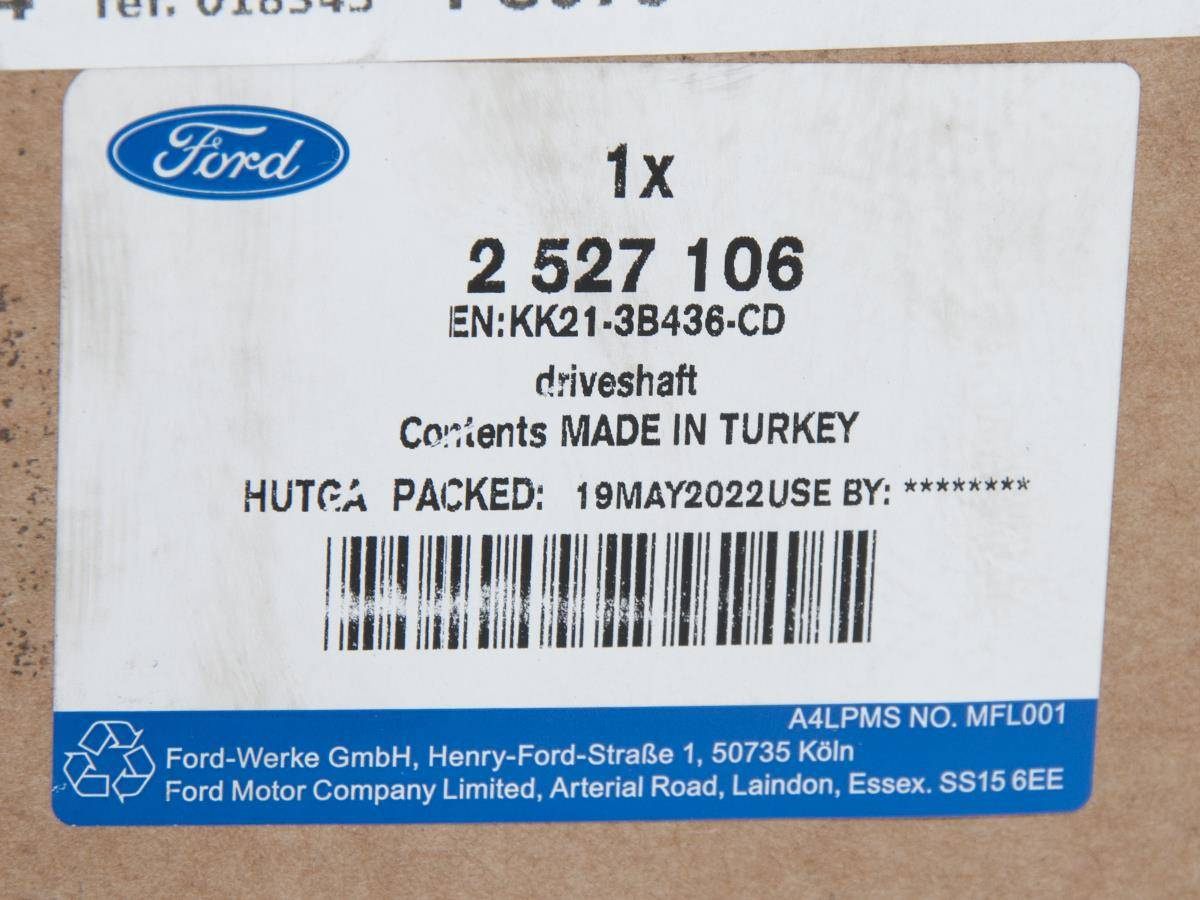 Ford
1x
2 527 106
EN:KK21-3B436-CD
driveshaft
Contents MADE IN TURKEY
HUTGA PACKED: 19MAY2022USE BY: ********
A4LPMS NO. MFL001
Ford-Werke GmbH, Henry-Ford-Straße 1, 50735 Köln
Ford Motor Company Limited, Arterial Road, Laindon, Essex. SS15 6EE